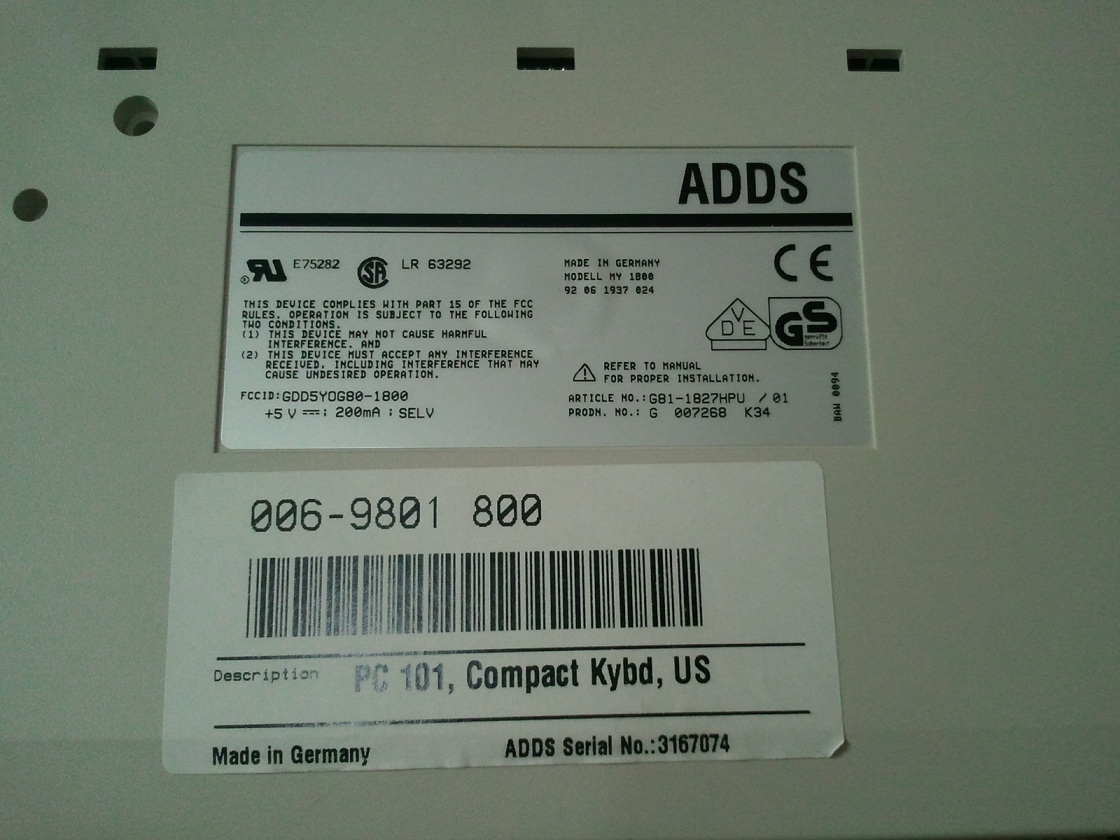 ADDS
E75282 LR 63292
MADE IN GERMANY
MODELL MY 1800
92 06 1937 024
CE
THIS DEVICE COMPLIES WITH PART 15 OF THE FCC
RULES. OPERATION IS SUBJECT TO THE FOLLOWING
TWO CONDITIONS.
(1) THIS DEVICE MAY NOT CAUSE HARMFUL
INTERFERENCE. AND
(2) THIS DEVICE MUST ACCEPT ANY INTERFERENCE
RECEIVED, INCLUDING INTERFERENCE THAT MAY
CAUSE UNDESIRED OPERATION.
FCCID:GDD5YOG80-1800
+5 V ⎓: 200mA : SELV
VDE
GS
geprüfte
Sicherheit
REFER TO MANUAL
FOR PROPER INSTALLATION.
ARTICLE NO.:G81-1827HPU / 01
PRODN. NO.: G 007268 K34
BAW 0094
006-9801 800
Description PC 101, Compact Kybd, US
Made in Germany ADDS Serial No.:3167074